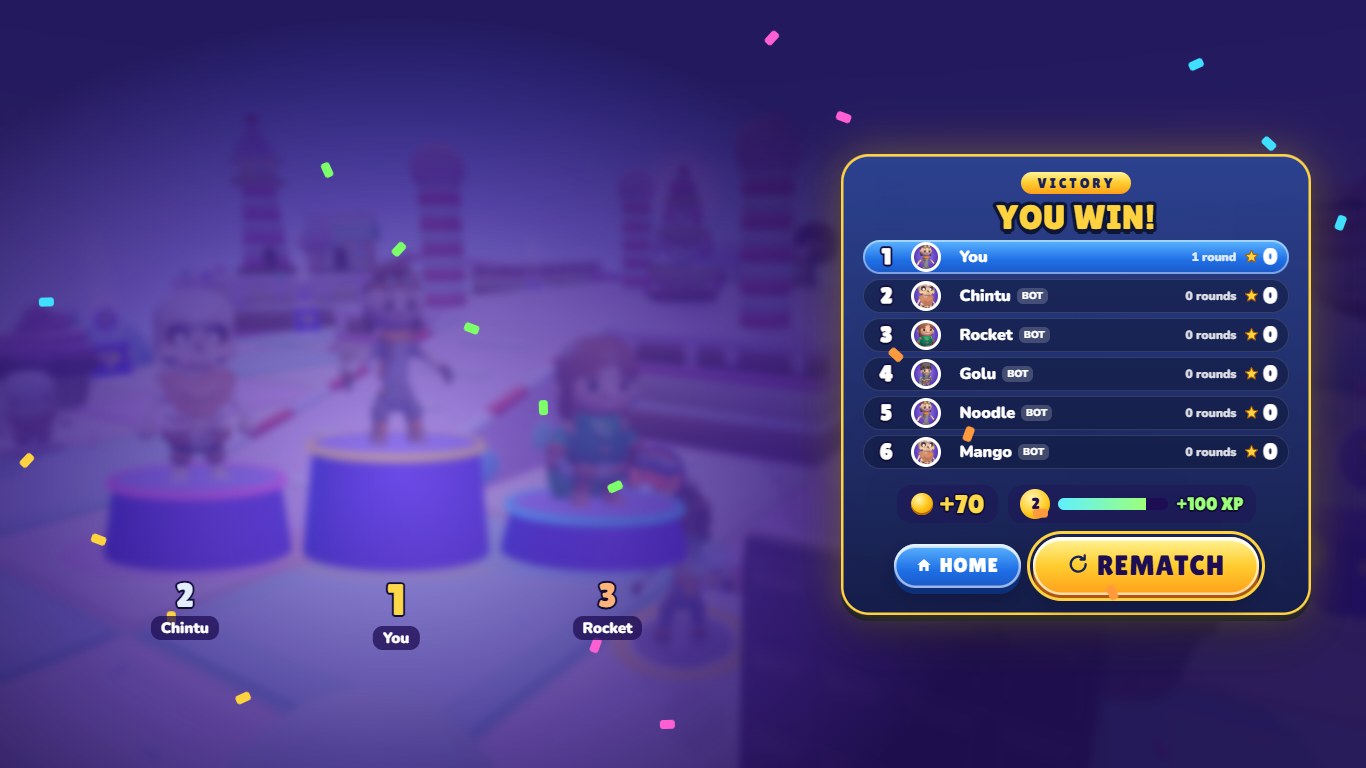 VICTORY
YOU WIN!
1 You 1 round 0
2 Chintu BOT 0 rounds 0
3 Rocket BOT 0 rounds 0
4 Golu BOT 0 rounds 0
5 Noodle BOT 0 rounds 0
6 Mango BOT 0 rounds 0
+70 2 +100 XP
HOME REMATCH
2 1 3
Chintu You Rocket